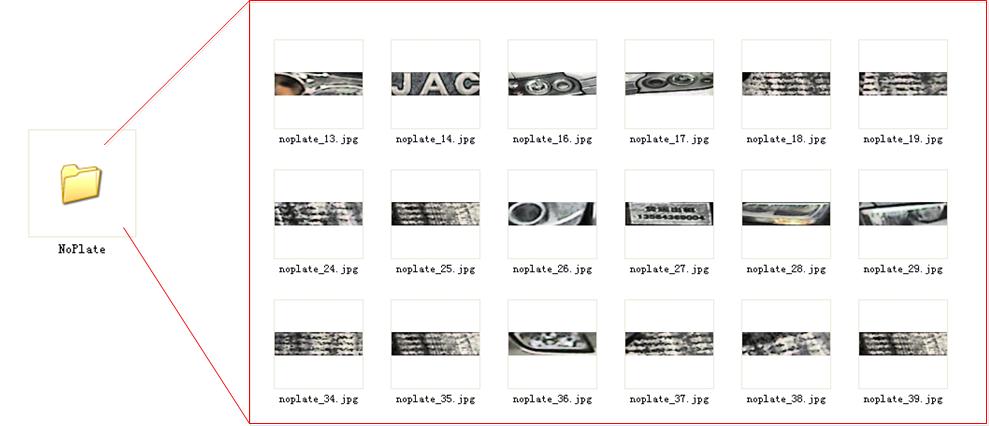 JAC
noplate_13.jpg
noplate_14.jpg
noplate_16.jpg
noplate_17.jpg
noplate_18.jpg
noplate_19.jpg
NoPlate
noplate_24.jpg
noplate_25.jpg
noplate_26.jpg
noplate_27.jpg
noplate_28.jpg
noplate_29.jpg
noplate_34.jpg
noplate_35.jpg
noplate_36.jpg
noplate_37.jpg
noplate_38.jpg
noplate_39.jpg